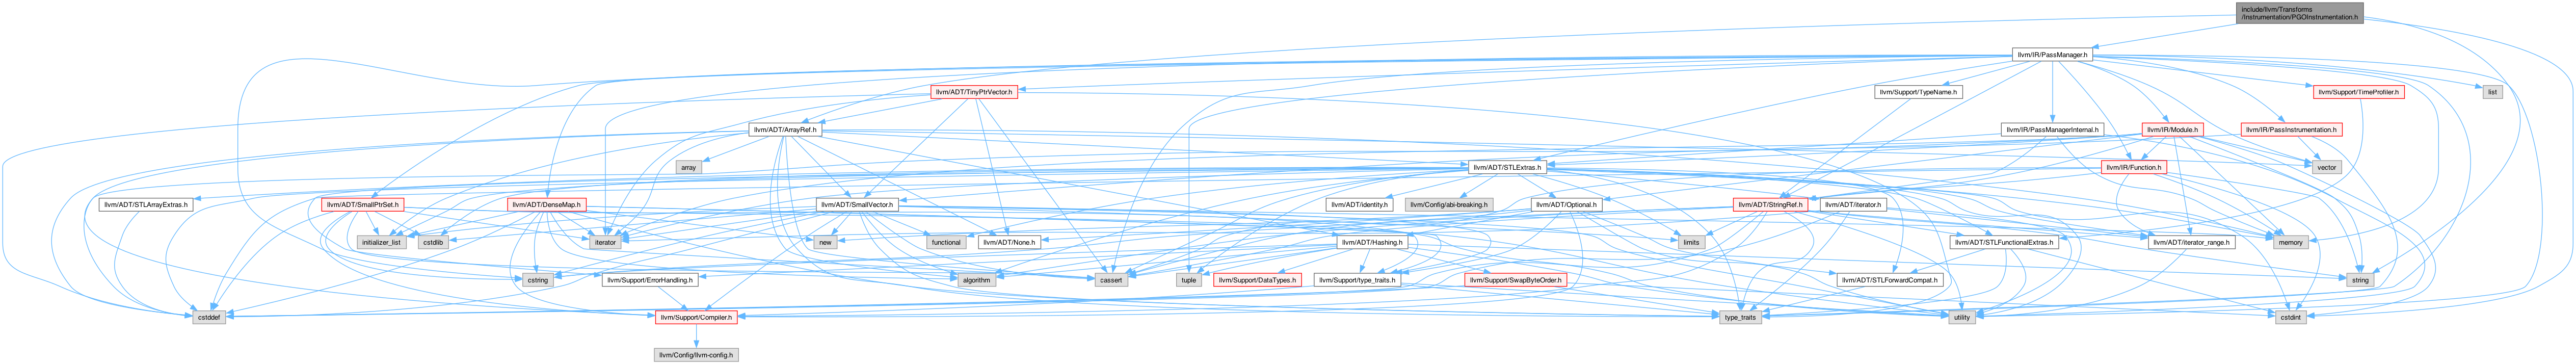 include/llvm/Transforms
/Instrumentation/PGOInstrumentation.h
llvm/IR/PassManager.h
llvm/ADT/TinyPtrVector.h
llvm/Support/TypeName.h
list
llvm/Support/TimeProfiler.h
llvm/ADT/ArrayRef.h
llvm/IR/PassManagerInternal.h
llvm/IR/Module.h
llvm/IR/PassInstrumentation.h
array
llvm/ADT/STLExtras.h
llvm/IR/Function.h
vector
llvm/ADT/STLArrayExtras.h
llvm/ADT/SmallPtrSet.h
llvm/ADT/DenseMap.h
llvm/ADT/SmallVector.h
llvm/ADT/identity.h
llvm/Config/abi-breaking.h
llvm/ADT/Optional.h
llvm/ADT/StringRef.h
llvm/ADT/iterator.h
initializer_list
cstdlib
iterator
new
functional
llvm/ADT/None.h
llvm/ADT/Hashing.h
limits
llvm/ADT/STLFunctionalExtras.h
llvm/ADT/iterator_range.h
memory
cstring
llvm/Support/ErrorHandling.h
algorithm
cassert
tuple
llvm/Support/DataTypes.h
llvm/Support/type_traits.h
llvm/Support/SwapByteOrder.h
llvm/ADT/STLForwardCompat.h
string
cstddef
llvm/Support/Compiler.h
type_traits
utility
cstdint
llvm/Config/llvm-config.h